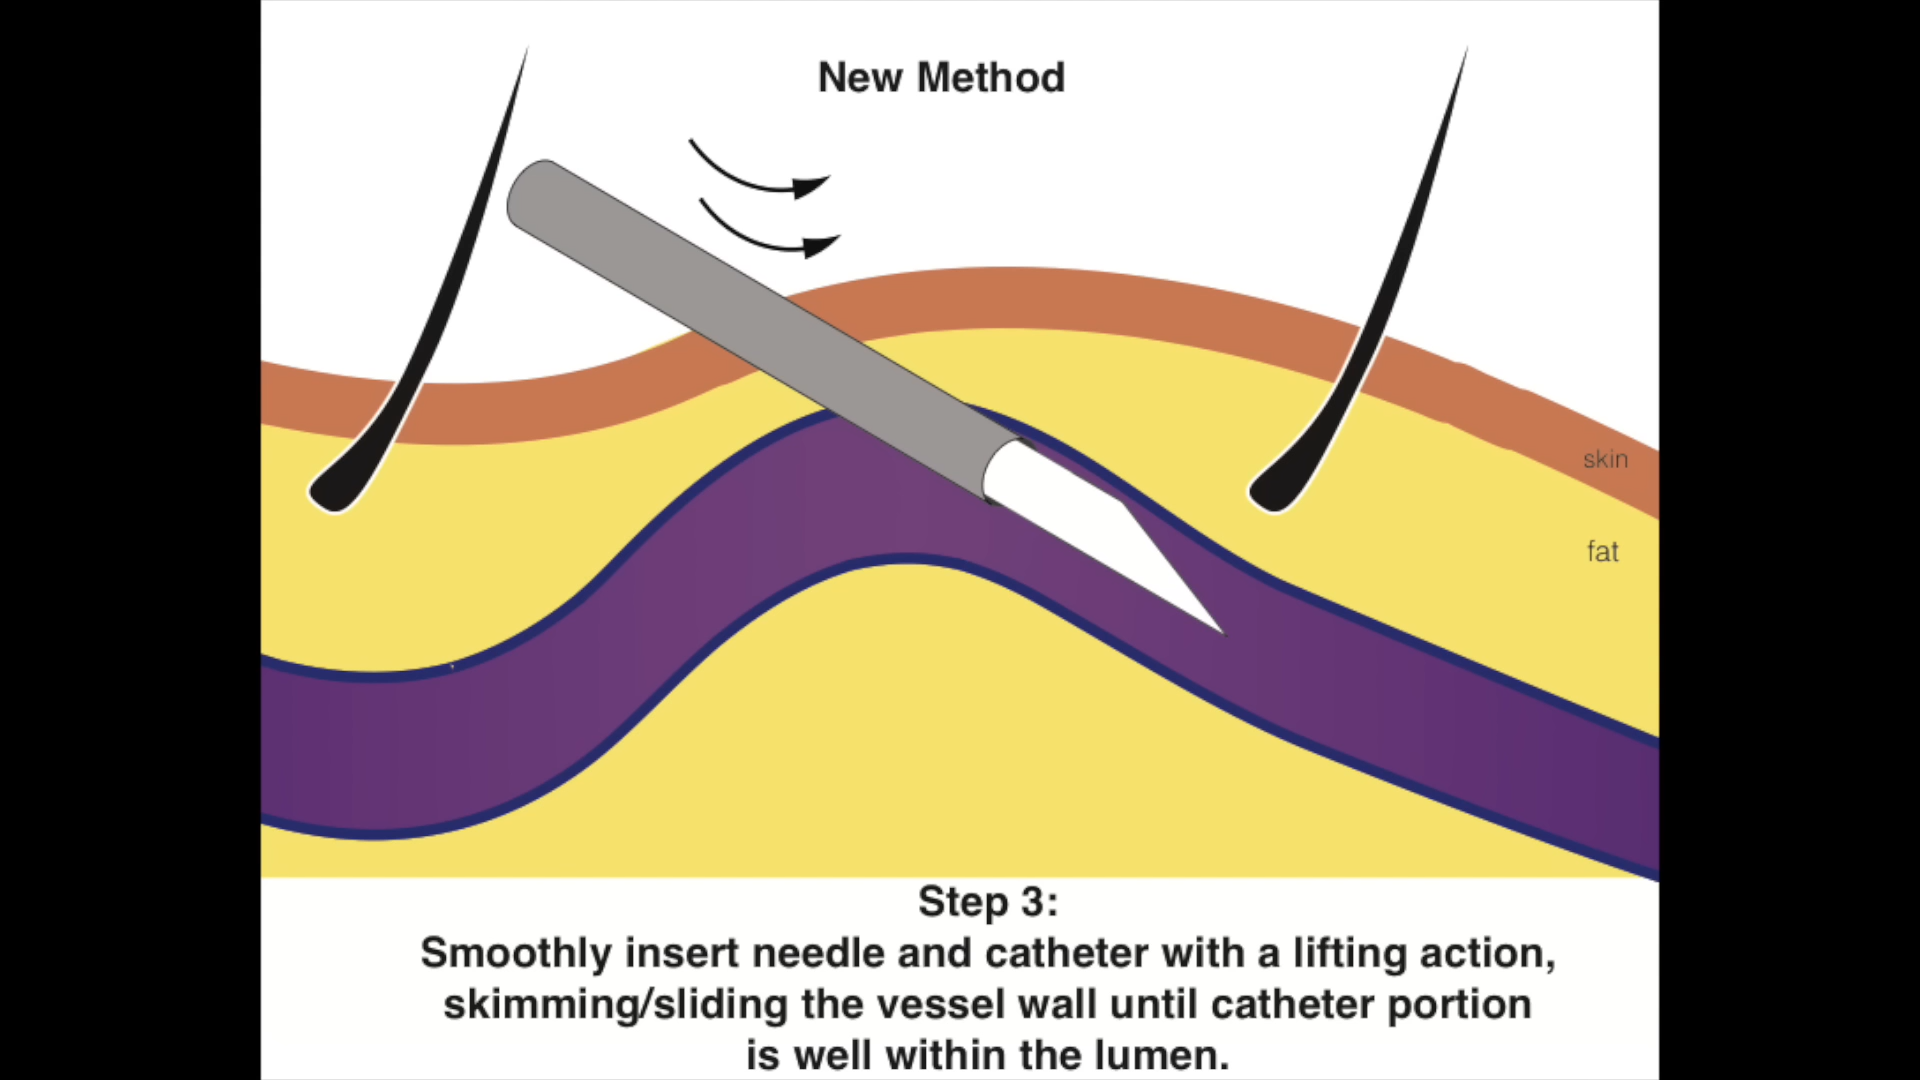 New Method
skin
fat
Step 3:
Smoothly insert needle and catheter with a lifting action,
skimming/sliding the vessel wall until catheter portion
is well within the lumen.